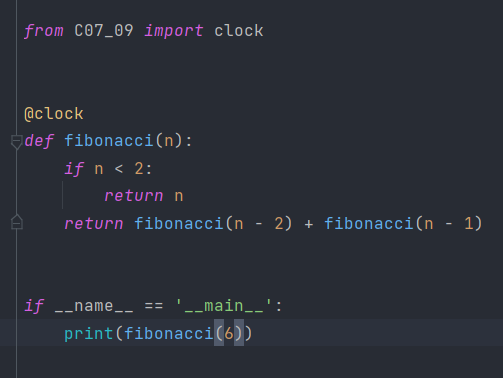 from C07_09 import clock
@clock
def fibonacci(n):
    if n < 2:
        return n
    return fibonacci(n - 2) + fibonacci(n - 1)
if __name__ == '__main__':
    print(fibonacci(6))